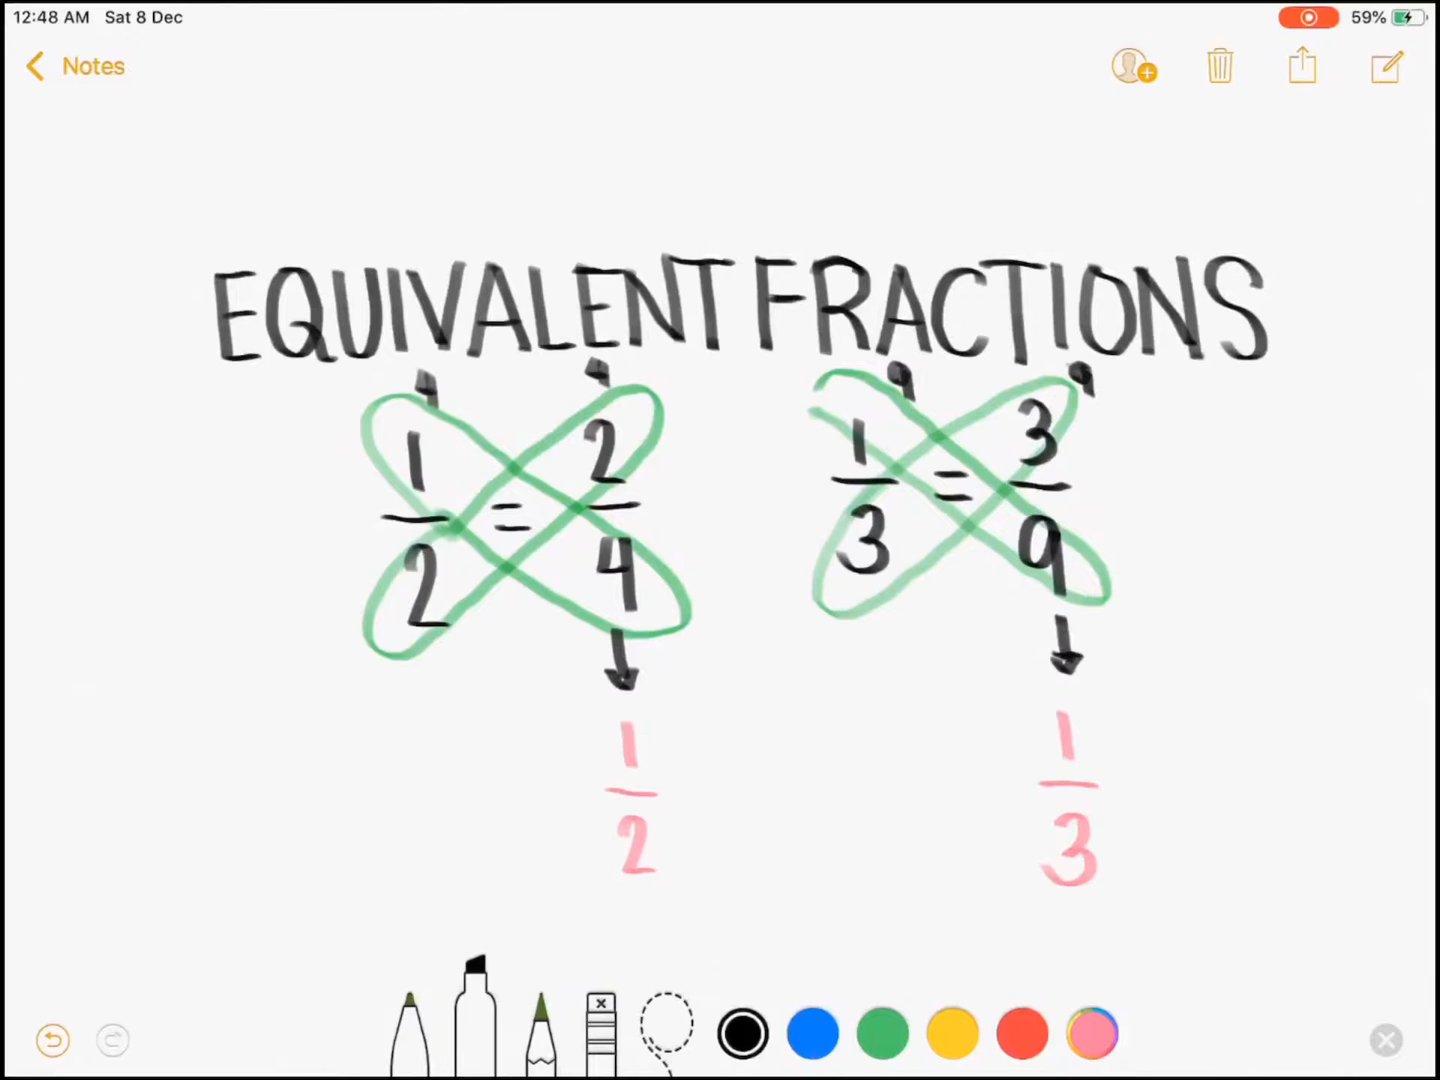 12:48 AM Sat 8 Dec
59%
Notes
EQUIVALENT FRACTIONS
4 4 9 9
1 2 1 3
= =
2 4 3 9
1 1
2 3